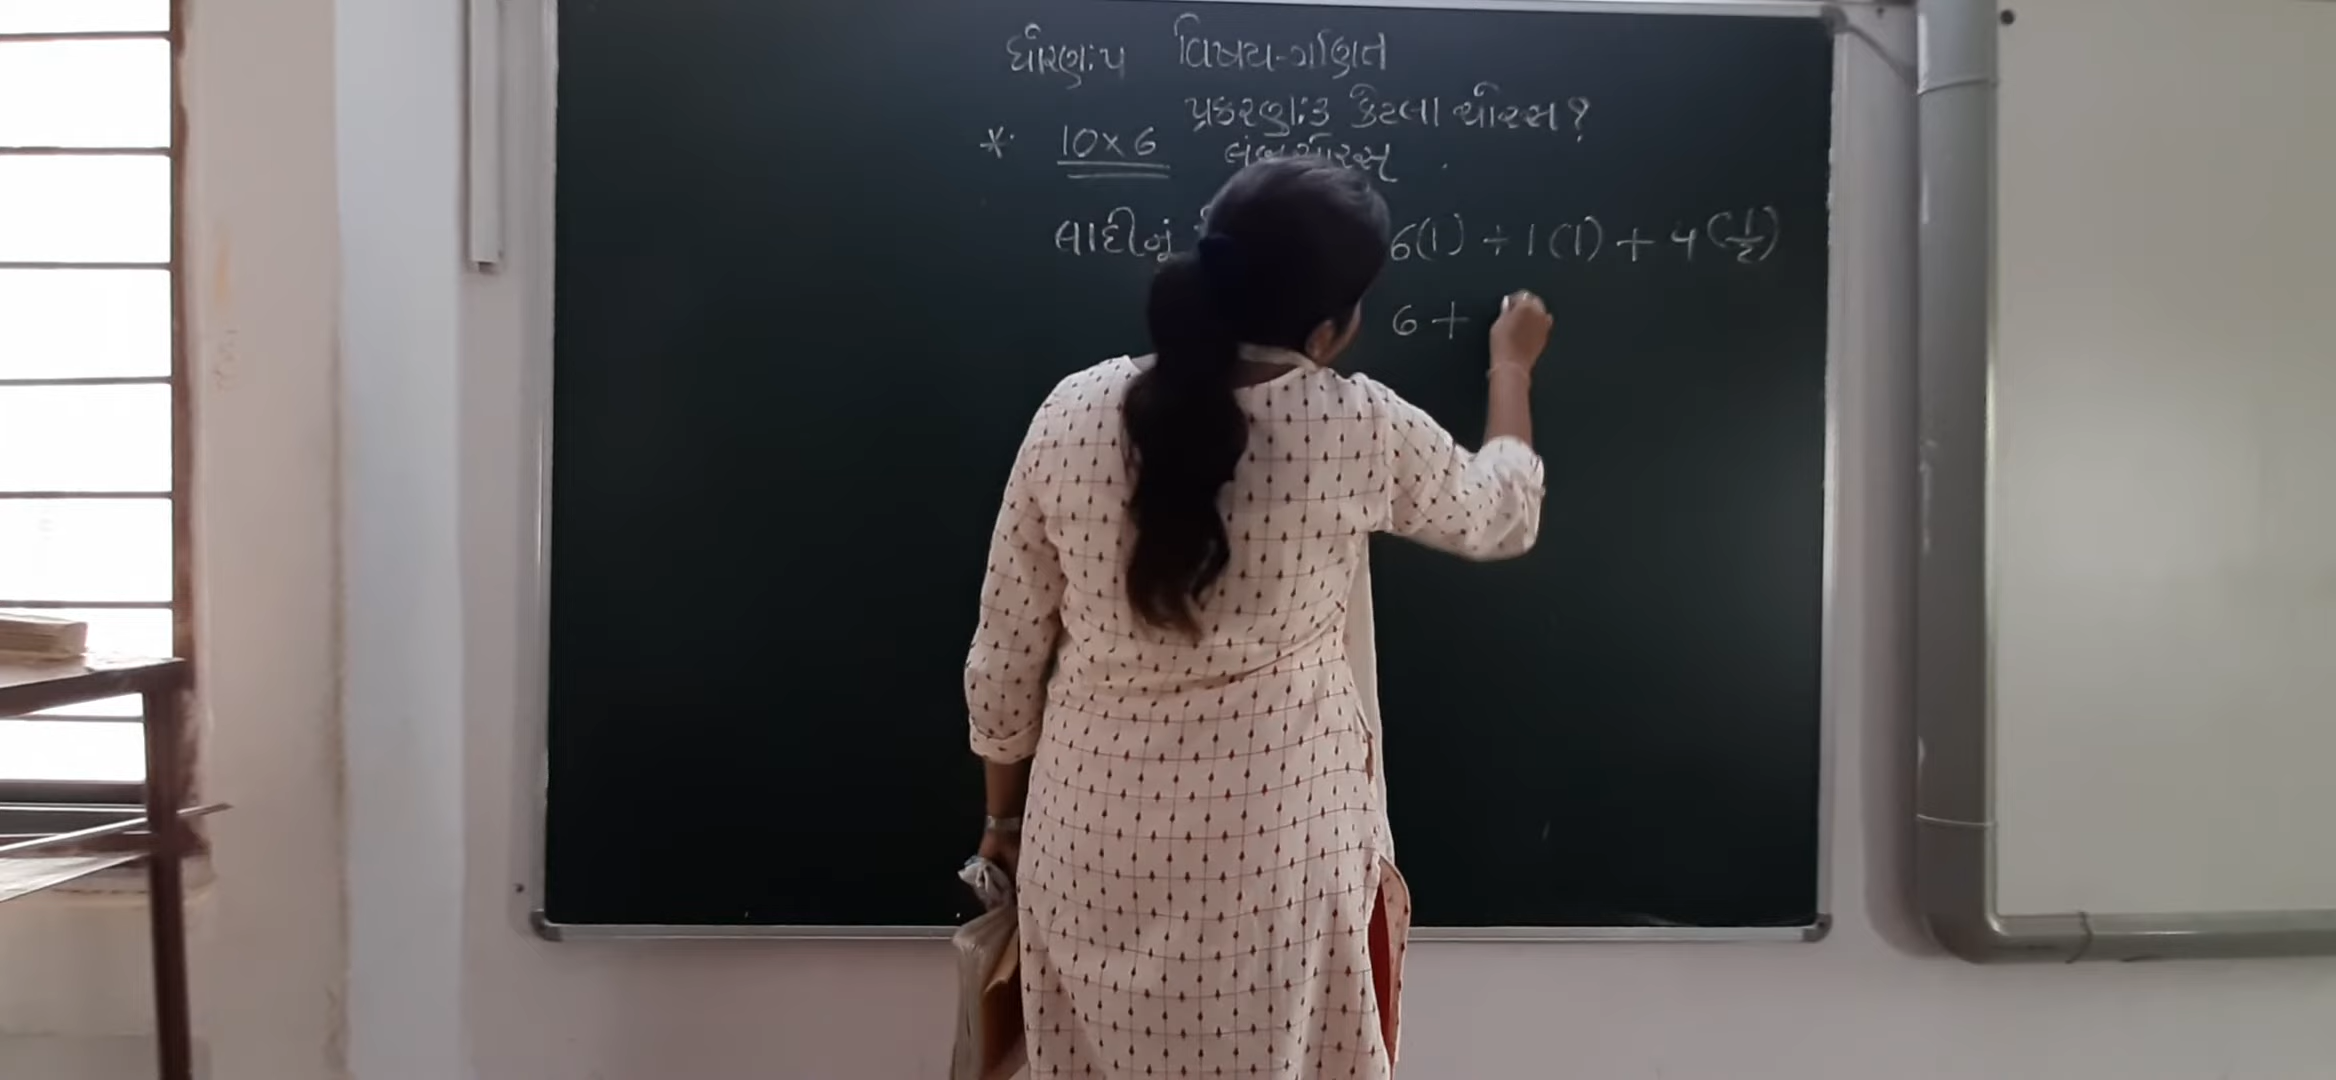 ધોરણ:૫ વિષય-ગણિત
પ્રકરણ:૩ કેટલા ચોરસ?
* 10×6 લંબચોરસ
લાદીનું 6(1) + 1(1) + 4(1/2)
6 +